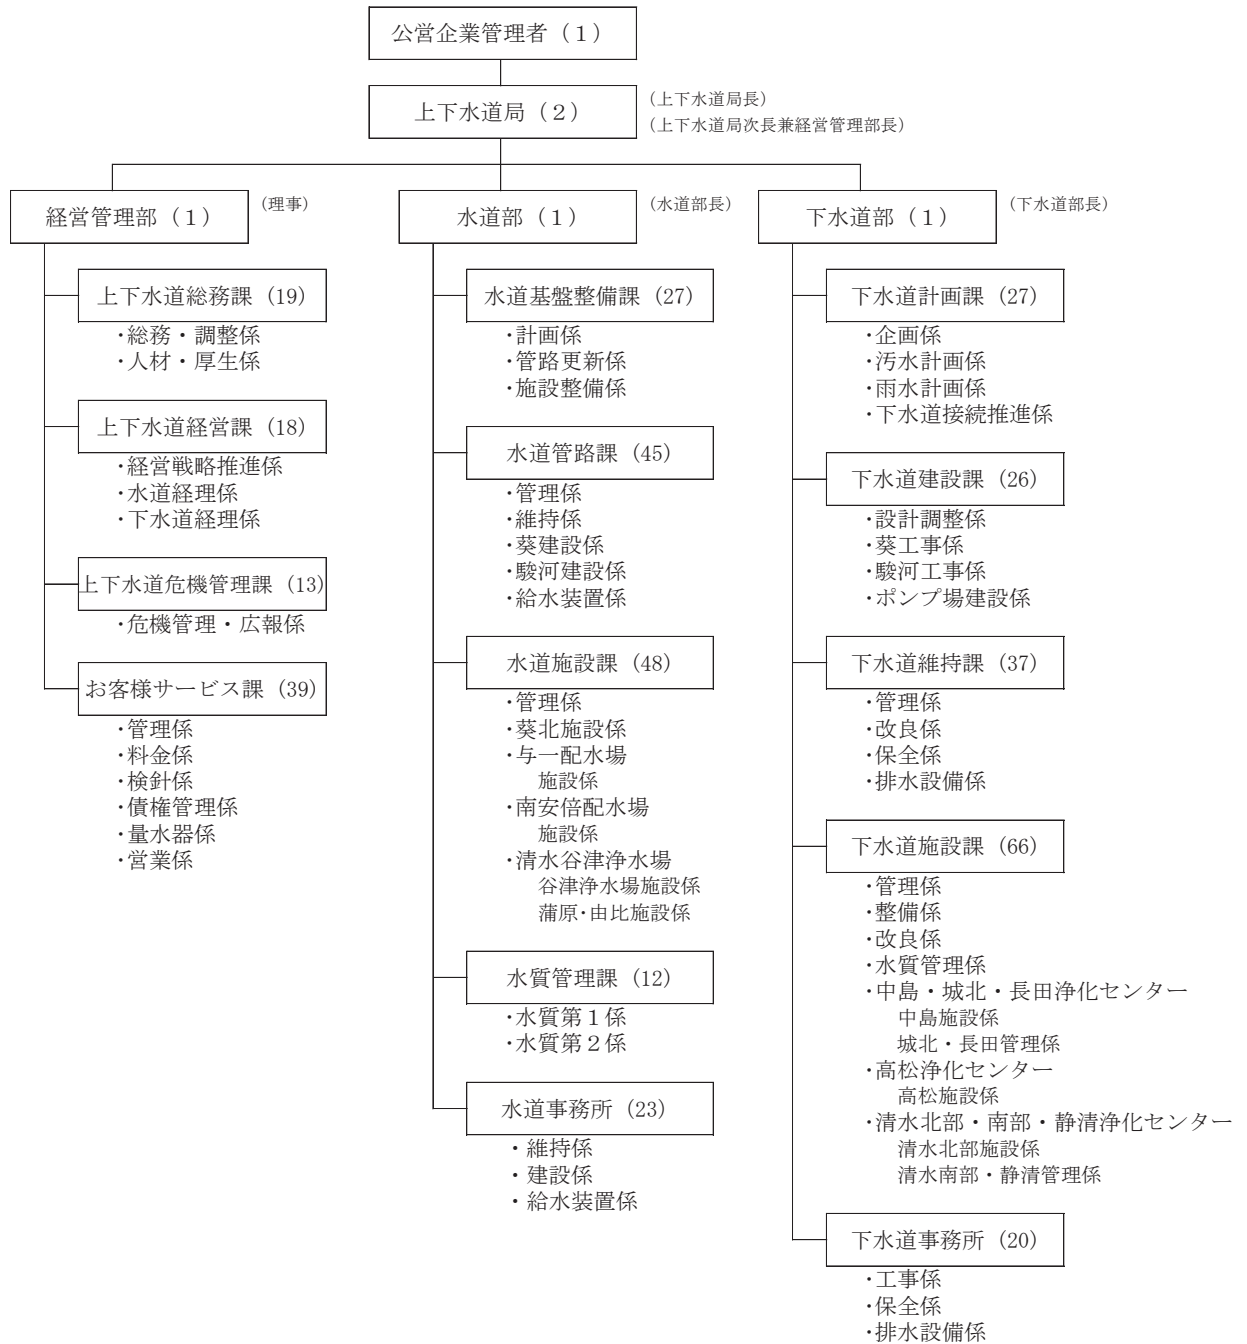 公営企業管理者（１）
上下水道局（２）
（上下水道局長）
（上下水道局次長兼経営管理部長）
経営管理部（１）
（理事）
上下水道総務課（19）
・総務・調整係
・人材・厚生係
上下水道経営課（18）
・経営戦略推進係
・水道経理係
・下水道経理係
上下水道危機管理課（13）
・危機管理・広報係
お客様サービス課（39）
・管理係
・料金係
・検針係
・債権管理係
・量水器係
・営業係
水道部（１）
（水道部長）
水道基盤整備課（27）
・計画係
・管路更新係
・施設整備係
水道管路課（45）
・管理係
・維持係
・葵建設係
・駿河建設係
・給水装置係
水道施設課（48）
・管理係
・葵北施設係
・与一配水場
施設係
・南安倍配水場
施設係
・清水谷津浄水場
谷津浄水場施設係
蒲原・由比施設係
水質管理課（12）
・水質第１係
・水質第２係
水道事務所（23）
・維持係
・建設係
・給水装置係
下水道部（１）
（下水道部長）
下水道計画課（27）
・企画係
・汚水計画係
・雨水計画係
・下水道接続推進係
下水道建設課（26）
・設計調整係
・葵工事係
・駿河工事係
・ポンプ場建設係
下水道維持課（37）
・管理係
・改良係
・保全係
・排水設備係
下水道施設課（66）
・管理係
・整備係
・改良係
・水質管理係
・中島・城北・長田浄化センター
中島施設係
城北・長田管理係
・高松浄化センター
高松施設係
・清水北部・南部・静清浄化センター
清水北部施設係
清水南部・静清管理係
下水道事務所（20）
・工事係
・保全係
・排水設備係